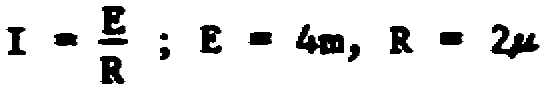 I = E/R ; E = 4m, R = 2μ